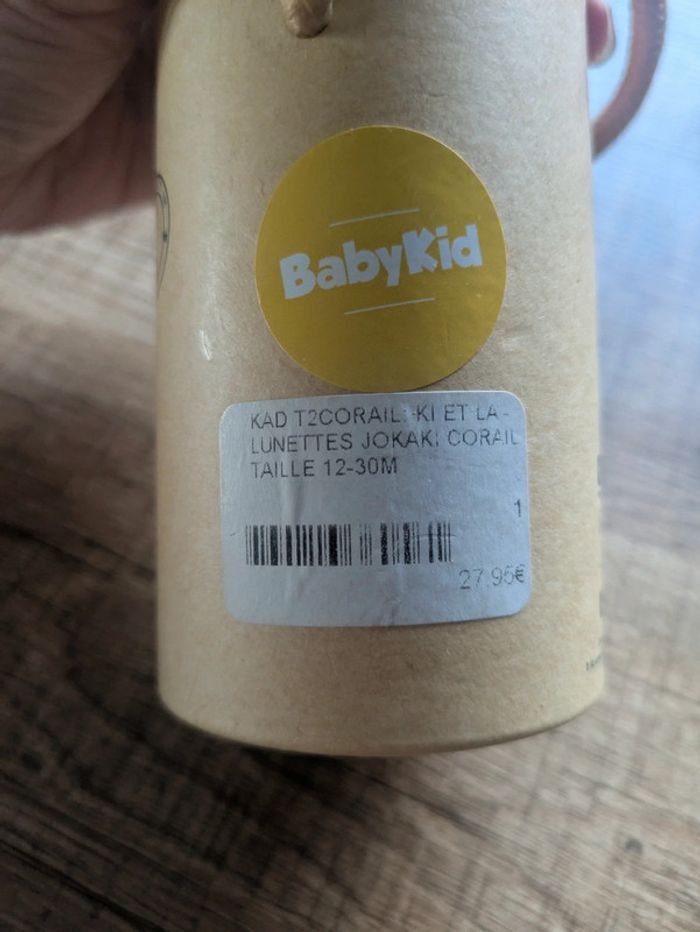 BabyKid
KAD T2CORAIL: KI ET LA -
LUNETTES JOKAKI CORAIL
TAILLE 12-30M
1
27.95€